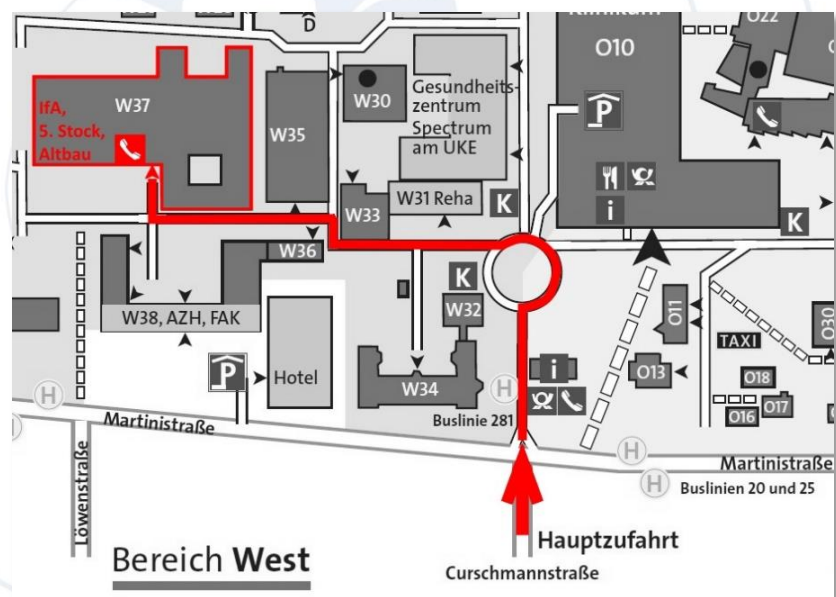 Klinikum
O22
D
O10
W37
IfA,
5. Stock,
Altbau
W35
W30
Gesundheits-
zentrum
Spectrum
am UKE
P
W31 Reha
K
i
K
W33
W36
K
W32
O11
O30
W38, AZH, FAK
TAXI
P
Hotel
W34
i
O13
O18
O16
O17
H
H
H
Buslinie 281
Martinistraße
H
Martinistraße
H
Buslinien 20 und 25
Löwenstraße
Hauptzufahrt
Bereich West
Curschmannstraße